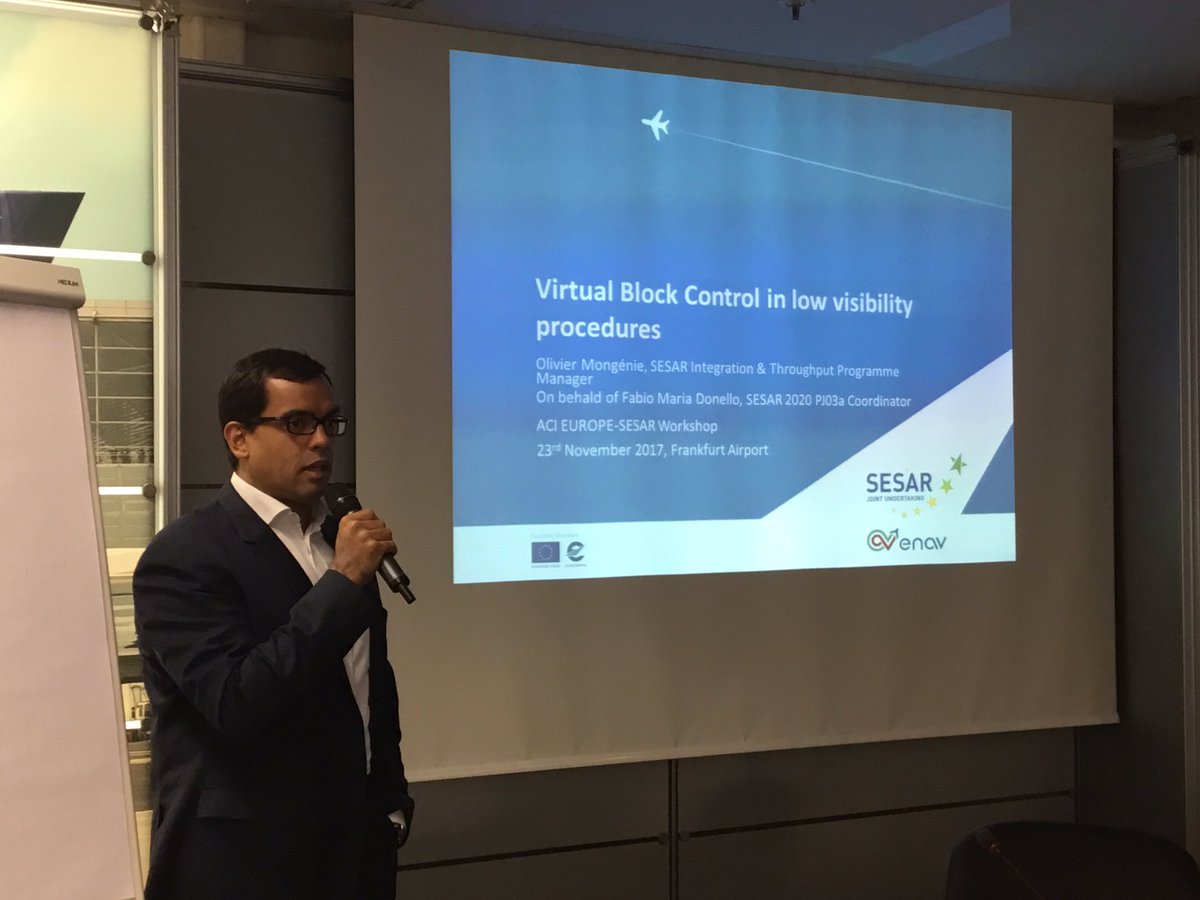 MEDIUM
Virtual Block Control in low visibility
procedures
Olivier Mongénie, SESAR Integration & Throughput Programme
Manager
On behalf of Fabio Maria Donello, SESAR 2020 PJ03a Coordinator
ACI EUROPE-SESAR Workshop
23rd November 2017, Frankfurt Airport
SESAR
JOINT UNDERTAKING
enav